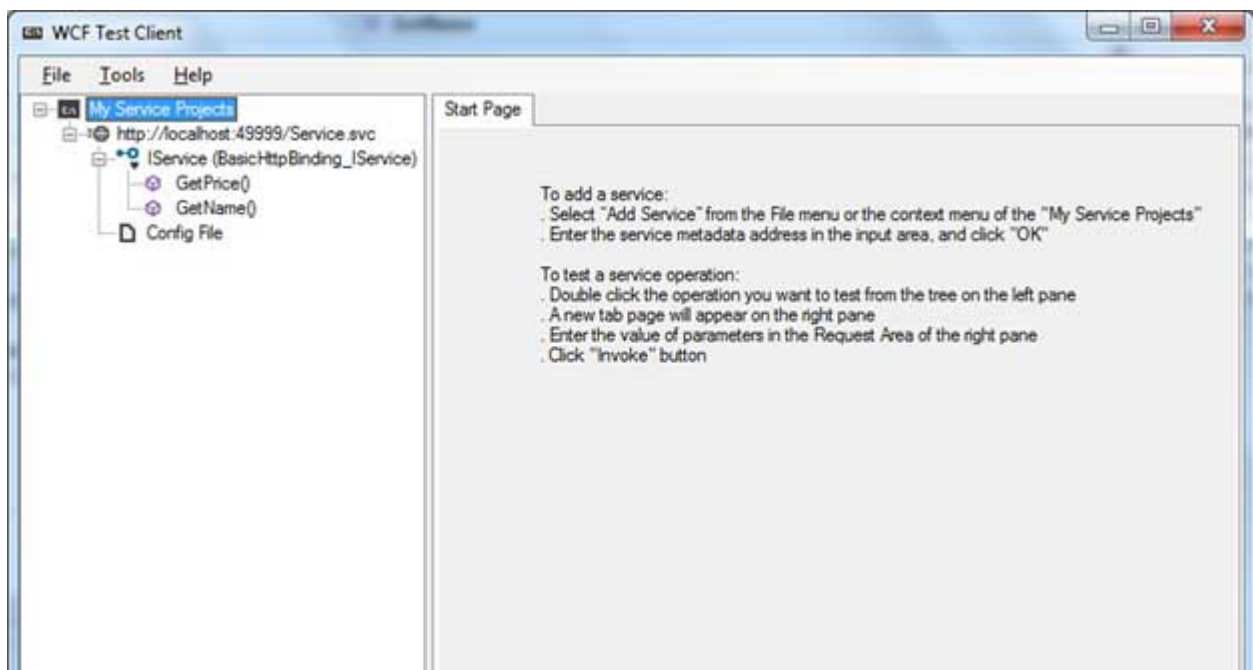 WCF Test Client
File Tools Help
My Service Projects
http://localhost:49999/Service.svc
IService (BasicHttpBinding_IService)
GetPrice()
GetName()
Config File
Start Page
To add a service:
. Select "Add Service" from the File menu or the context menu of the "My Service Projects"
. Enter the service metadata address in the input area, and click "OK"
To test a service operation:
. Double click the operation you want to test from the tree on the left pane
. A new tab page will appear on the right pane
. Enter the value of parameters in the Request Area of the right pane
. Click "Invoke" button